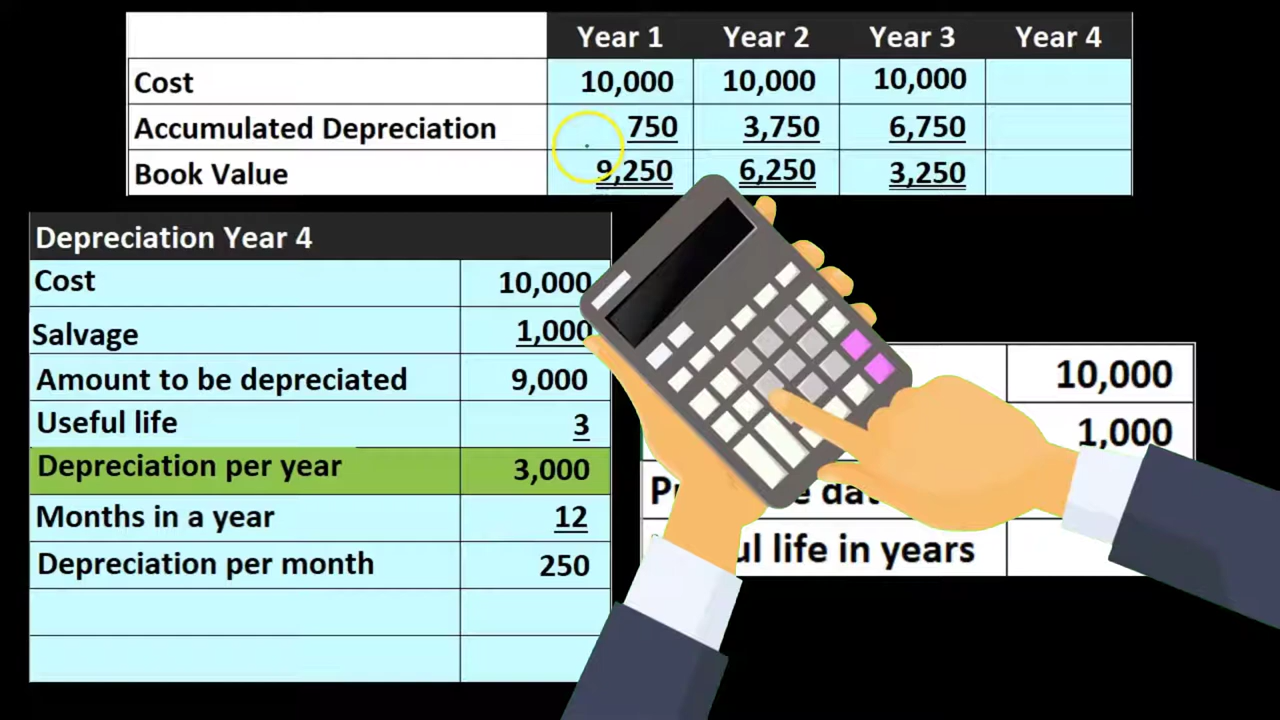 Year 1 Year 2 Year 3 Year 4
Cost 10,000 10,000 10,000
Accumulated Depreciation 750 3,750 6,750
Book Value 9,250 6,250 3,250
Depreciation Year 4
Cost 10,000
Salvage 1,000
Amount to be depreciated 9,000
Useful life 3
Depreciation per year 3,000
Months in a year 12
Depreciation per month 250
10,000
1,000
life in years